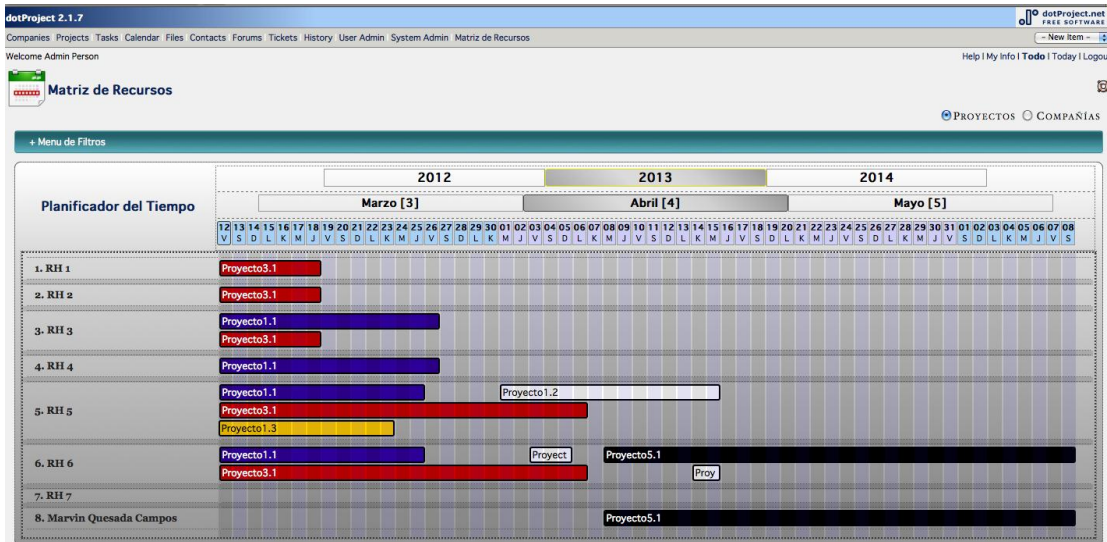 dotProject 2.1.7
dotProject.net
FREE SOFTWARE
Companies Projects Tasks Calendar Files Contacts Forums Tickets History User Admin System Admin Matriz de Recursos
- New Item -
Welcome Admin Person
Help | My Info | Todo | Today | Logou
Matriz de Recursos
PROYECTOS COMPAÑÍAS
+ Menu de Filtros
2012 2013 2014
Planificador del Tiempo
Marzo [3] Abril [4] Mayo [5]
12 13 14 15 16 17 18 19 20 21 22 23 24 25 26 27 28 29 30 01 02 03 04 05 06 07 08 09 10 11 12 13 14 15 16 17 18 19 20 21 22 23 24 25 26 27 28 29 30 31 01 02 03 04 05 06 07 08
V S D L K M J V S D L K M J V S D L K M J V S D L K M J V S D L K M J V S D L K M J V S D L K M J V S D L K M J V S
1. RH 1
Proyecto3.1
2. RH 2
Proyecto3.1
3. RH 3
Proyecto1.1
Proyecto3.1
4. RH 4
Proyecto1.1
5. RH 5
Proyecto1.1 Proyecto1.2
Proyecto3.1
Proyecto1.3
6. RH 6
Proyecto1.1 Proyect Proyecto5.1
Proyecto3.1 Proy
7. RH 7
8. Marvin Quesada Campos
Proyecto5.1